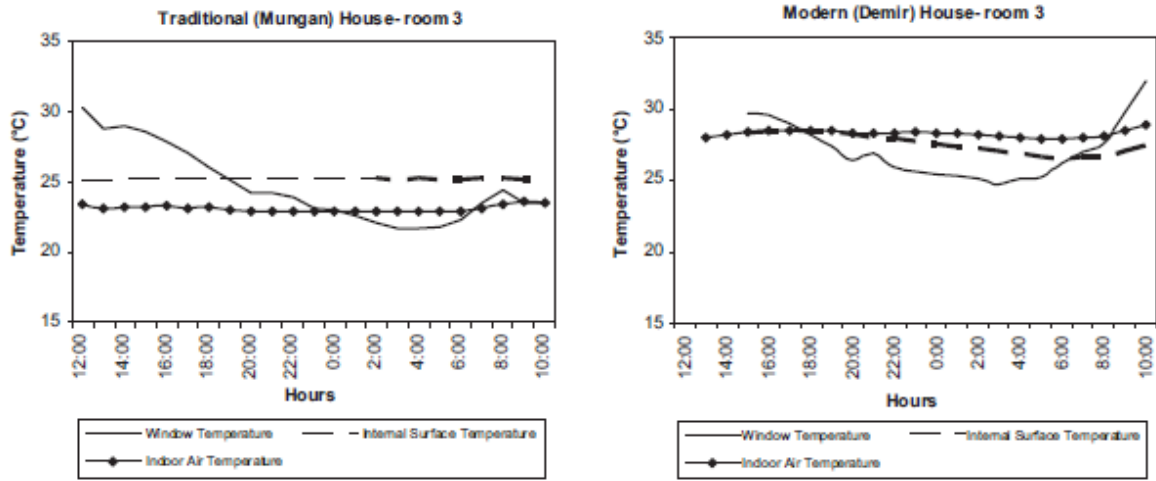 Traditional (Mungan) House- room 3
Temperature (°C)
35
30
25
20
15
12:00
14:00
16:00
18:00
20:00
22:00
0:00
2:00
4:00
6:00
8:00
10:00
Hours
Window Temperature
Internal Surface Temperature
Indoor Air Temperature
Modern (Demir) House- room 3
Temperature (°C)
35
30
25
20
15
12:00
14:00
16:00
18:00
20:00
22:00
0:00
2:00
4:00
6:00
8:00
10:00
Hours
Window Temperature
Internal Surface Temperature
Indoor Air Temperature